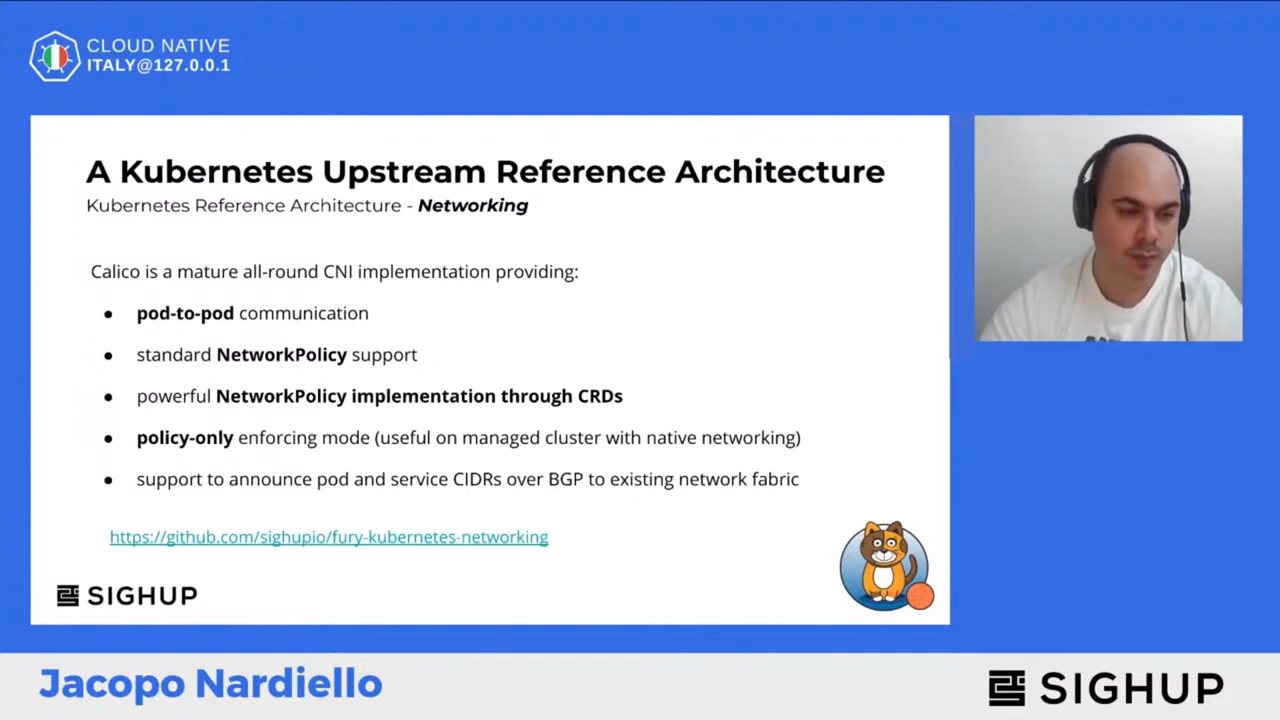 CLOUD NATIVE
ITALY@127.0.0.1
A Kubernetes Upstream Reference Architecture
Kubernetes Reference Architecture - Networking
Calico is a mature all-round CNI implementation providing:
● pod-to-pod communication
● standard NetworkPolicy support
● powerful NetworkPolicy implementation through CRDs
● policy-only enforcing mode (useful on managed cluster with native networking)
● support to announce pod and service CIDRs over BGP to existing network fabric
https://github.com/sighupio/fury-kubernetes-networking
SIGHUP
Jacopo Nardiello
SIGHUP